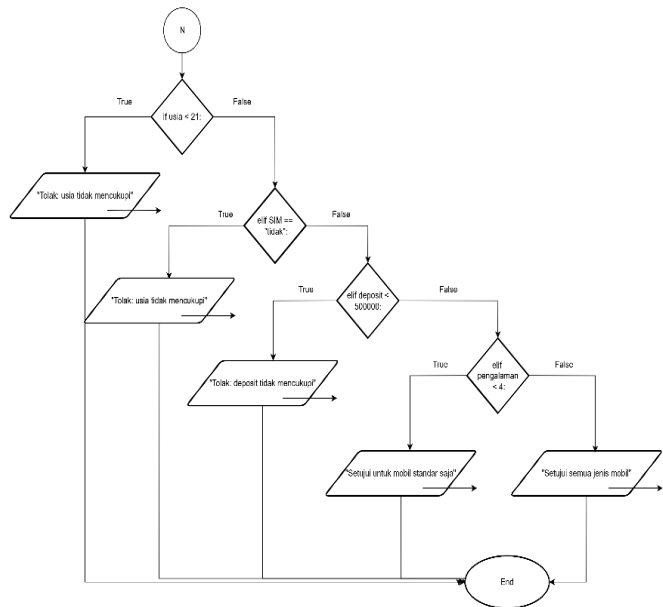 N
if usia < 21:
True
False
"Tolak: usia tidak mencukupi"
elif SIM ==
"tidak":
True
False
"Tolak: usia tidak mencukupi"
elif deposit <
500000:
True
False
"Tolak: deposit tidak mencukupi"
elif
pengalaman
< 4:
True
False
"Setujui untuk mobil standar saja"
"Setujui semua jenis mobil"
End